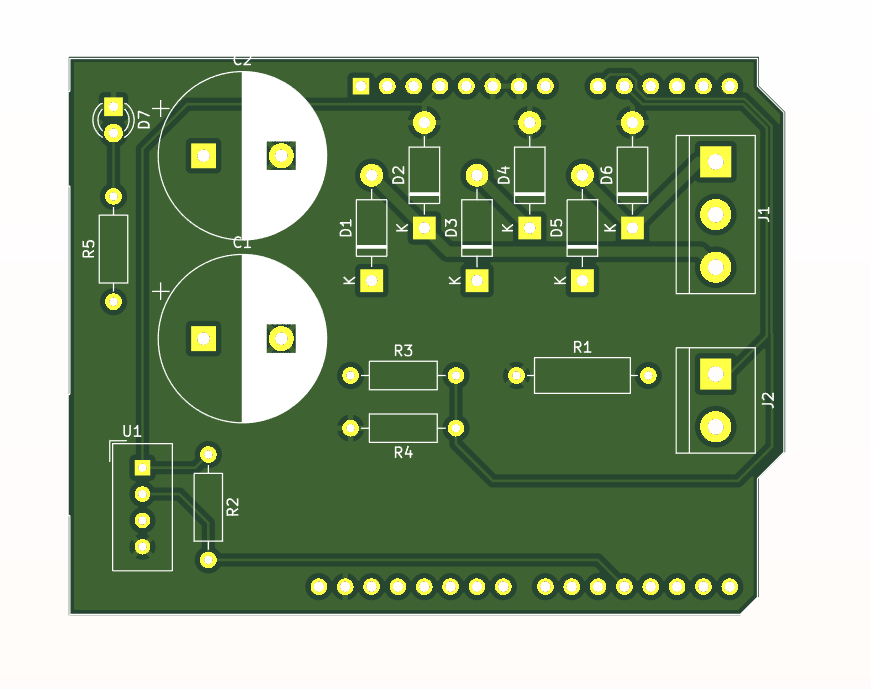 C2
+
D7
D2
D4
D6
J1
D1
K
D3
K
D5
K
R5
C1
+
K
K
K
R3
R1
J2
U1
R4
R2